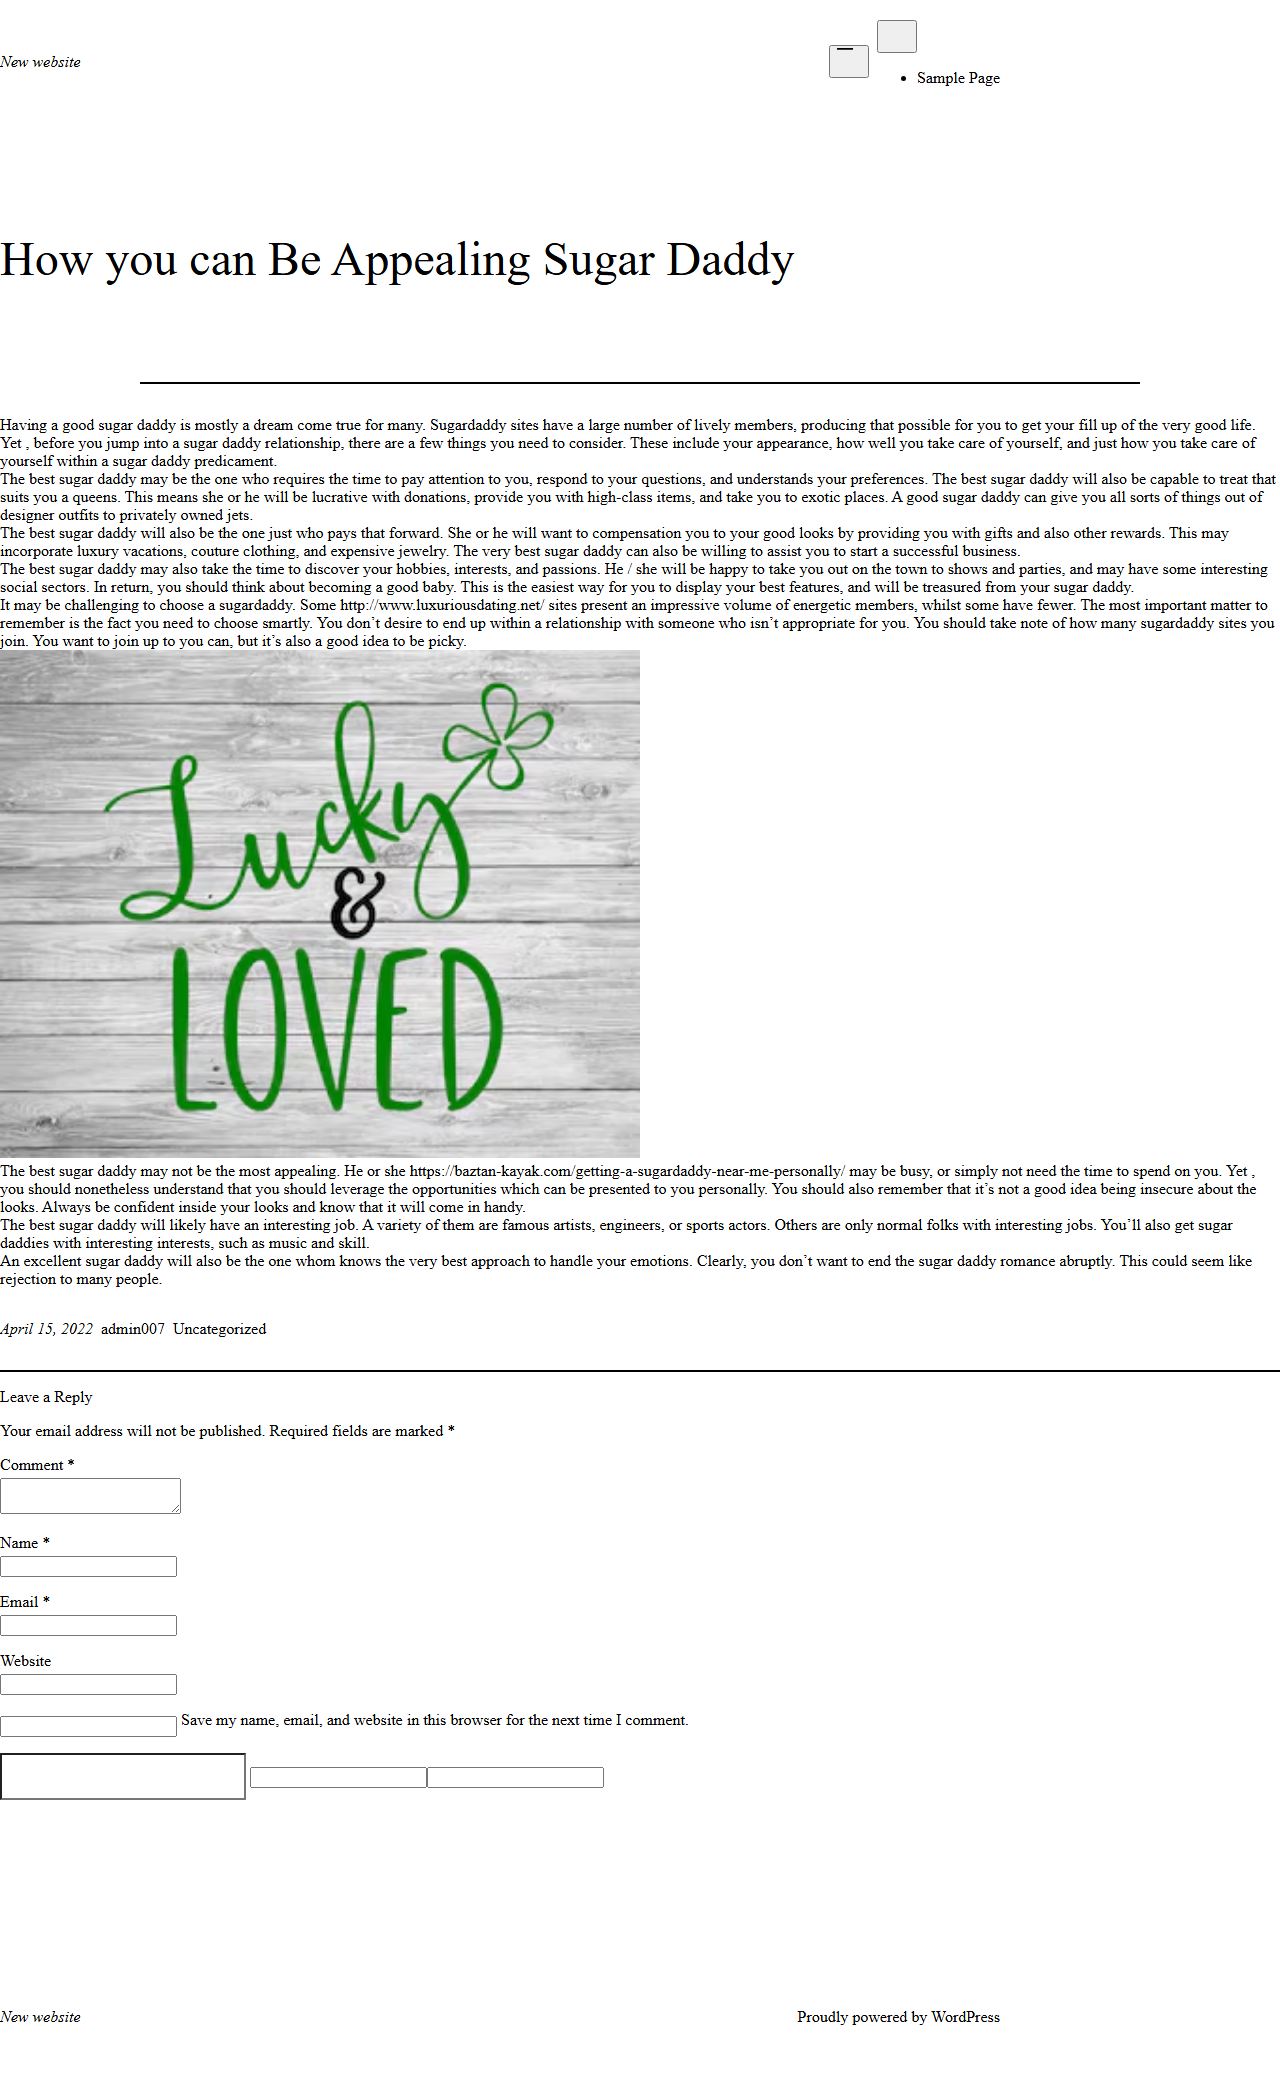 New website
Sample Page
How you can Be Appealing Sugar Daddy
Having a good sugar daddy is mostly a dream come true for many. Sugardaddy sites have a large number of lively members, producing that possible for you to get your fill up of the very good life.
Yet , before you jump into a sugar daddy relationship, there are a few things you need to consider. These include your appearance, how well you take care of yourself, and just how you take care of
yourself within a sugar daddy predicament.
The best sugar daddy may be the one who requires the time to pay attention to you, respond to your questions, and understands your preferences. The best sugar daddy will also be capable to treat that
suits you a queens. This means she or he will be lucrative with donations, provide you with high-class items, and take you to exotic places. A good sugar daddy can give you all sorts of things out of
designer outfits to privately owned jets.
The best sugar daddy will also be the one just who pays that forward. She or he will want to compensation you to your good looks by providing you with gifts and also other rewards. This may
incorporate luxury vacations, couture clothing, and expensive jewelry. The very best sugar daddy can also be willing to assist you to start a successful business.
The best sugar daddy may also take the time to discover your hobbies, interests, and passions. He / she will be happy to take you out on the town to shows and parties, and may have some interesting
social sectors. In return, you should think about becoming a good baby. This is the easiest way for you to display your best features, and will be treasured from your sugar daddy.
It may be challenging to choose a sugardaddy. Some http://www.luxuriousdating.net/ sites present an impressive volume of energetic members, whilst some have fewer. The most important matter to
remember is the fact you need to choose smartly. You don’t desire to end up within a relationship with someone who isn’t appropriate for you. You should take note of how many sugardaddy sites you
join. You want to join up to you can, but it’s also a good idea to be picky.
Lucky
&
LOVED
The best sugar daddy may not be the most appealing. He or she https://baztan-kayak.com/getting-a-sugardaddy-near-me-personally/ may be busy, or simply not need the time to spend on you. Yet ,
you should nonetheless understand that you should leverage the opportunities which can be presented to you personally. You should also remember that it’s not a good idea being insecure about the
looks. Always be confident inside your looks and know that it will come in handy.
The best sugar daddy will likely have an interesting job. A variety of them are famous artists, engineers, or sports actors. Others are only normal folks with interesting jobs. You’ll also get sugar
daddies with interesting interests, such as music and skill.
An excellent sugar daddy will also be the one whom knows the very best approach to handle your emotions. Clearly, you don’t want to end the sugar daddy romance abruptly. This could seem like
rejection to many people.
April 15, 2022 admin007 Uncategorized
Leave a Reply
Your email address will not be published. Required fields are marked *
Comment *
Name *
Email *
Website
Save my name, email, and website in this browser for the next time I comment.
New website
Proudly powered by WordPress